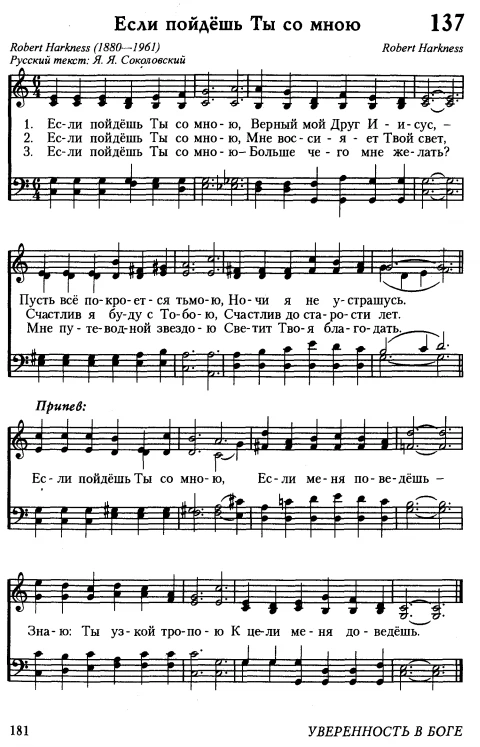 Если пойдёшь Ты со мною 137
Robert Harkness (1880—1961) Robert Harkness
Русский текст: Я. Я. Соколовский
1. Ес-ли пойдёшь Ты со мно-ю, Верный мой Друг И - и-сус, –
2. Ес-ли пойдёшь Ты со мно-ю, Мне вос-си - я - ет Твой свет,
3. Ес-ли пойдёшь Ты со мно-ю– Больше че-го мне же-лать?
Пусть всё по-кро-ет-ся тьмо-ю, Но-чи я не у-страшусь.
Счастлив я бу-ду с То-бо-ю, Счастлив до ста-ро-сти лет.
Мне пу-те-вод-ной звездо-ю Све-тит Тво-я бла-го-дать.
Припев:
Ес-ли пойдёшь Ты со мно-ю, Ес-ли ме-ня по-ве-дёшь –
Зна-ю: Ты уз-кой тро-по-ю К це-ли ме-ня до-ведёшь.
181 УВЕРЕННОСТЬ В БОГЕ